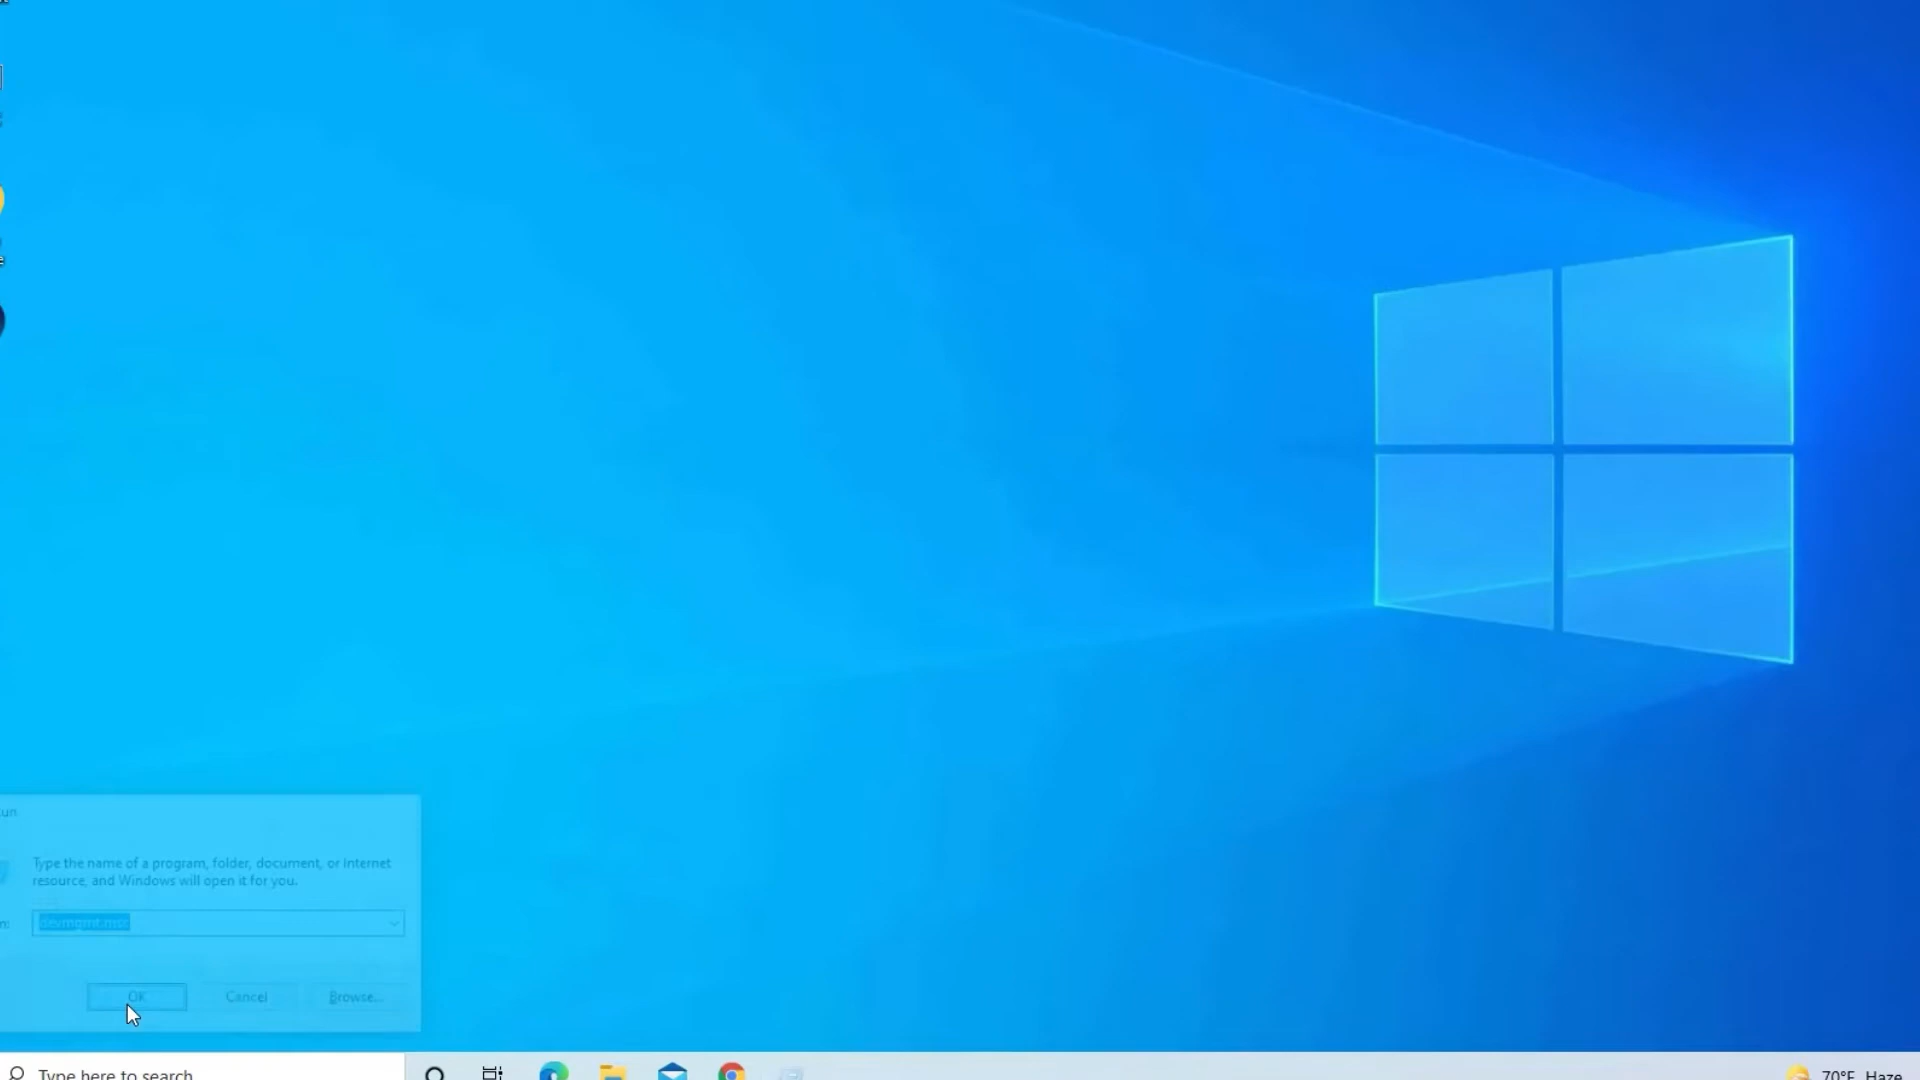 un
Type the name of a program, folder, document, or Internet
resource, and Windows will open it for you.
n:
devmgmt.msc
OK
Cancel
Browse...
Type here to search
70°F Haze